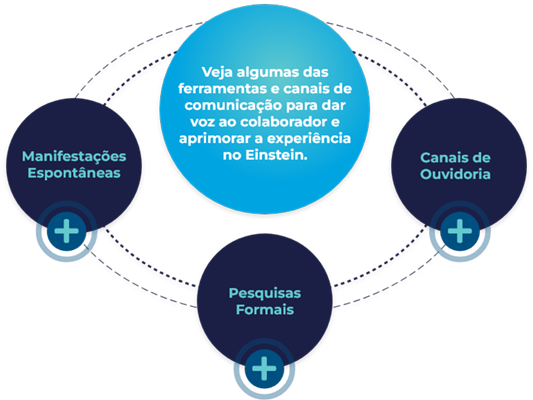 Veja algumas das
ferramentas e canais de
comunicação para dar
voz ao colaborador e
aprimorar a experiência
no Einstein.
Manifestações
Espontâneas
Canais de
Ouvidoria
Pesquisas
Formais